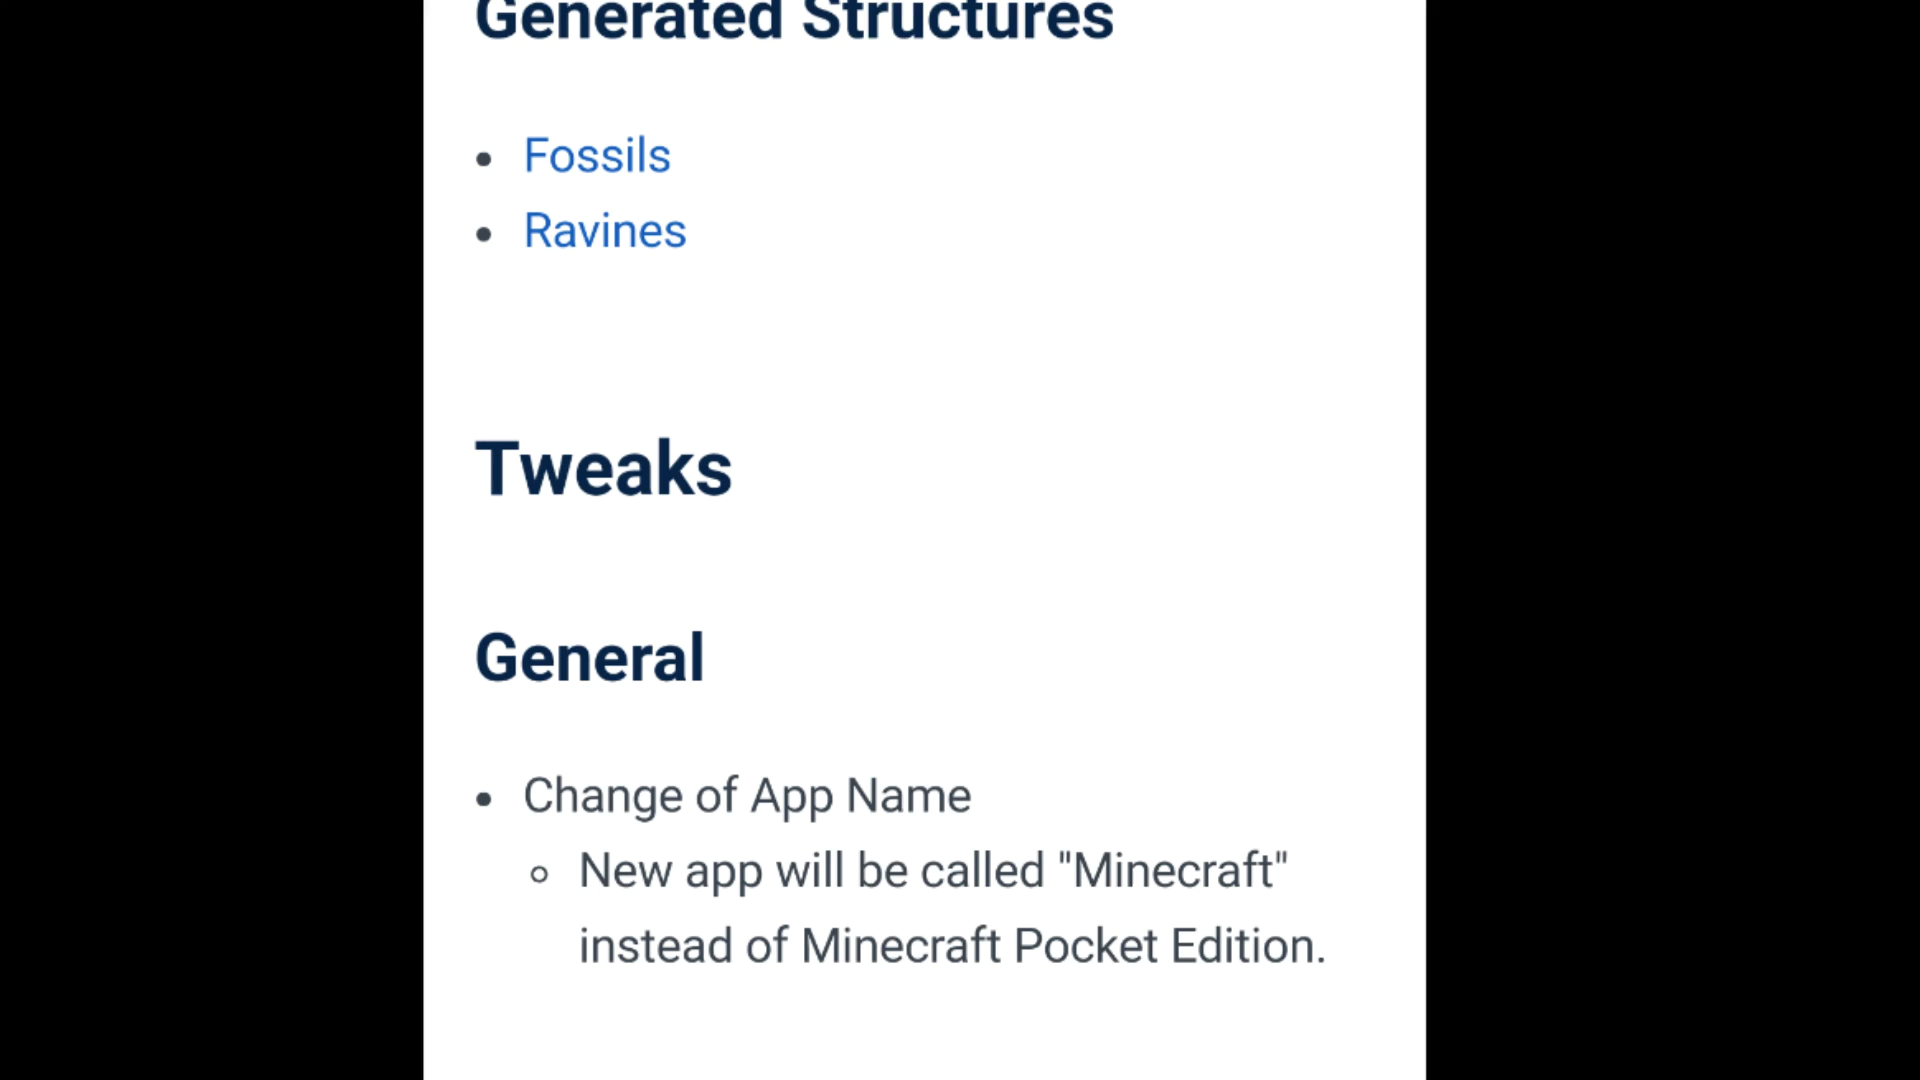 Generated Structures
• Fossils
• Ravines
Tweaks
General
• Change of App Name
○ New app will be called "Minecraft"
instead of Minecraft Pocket Edition.